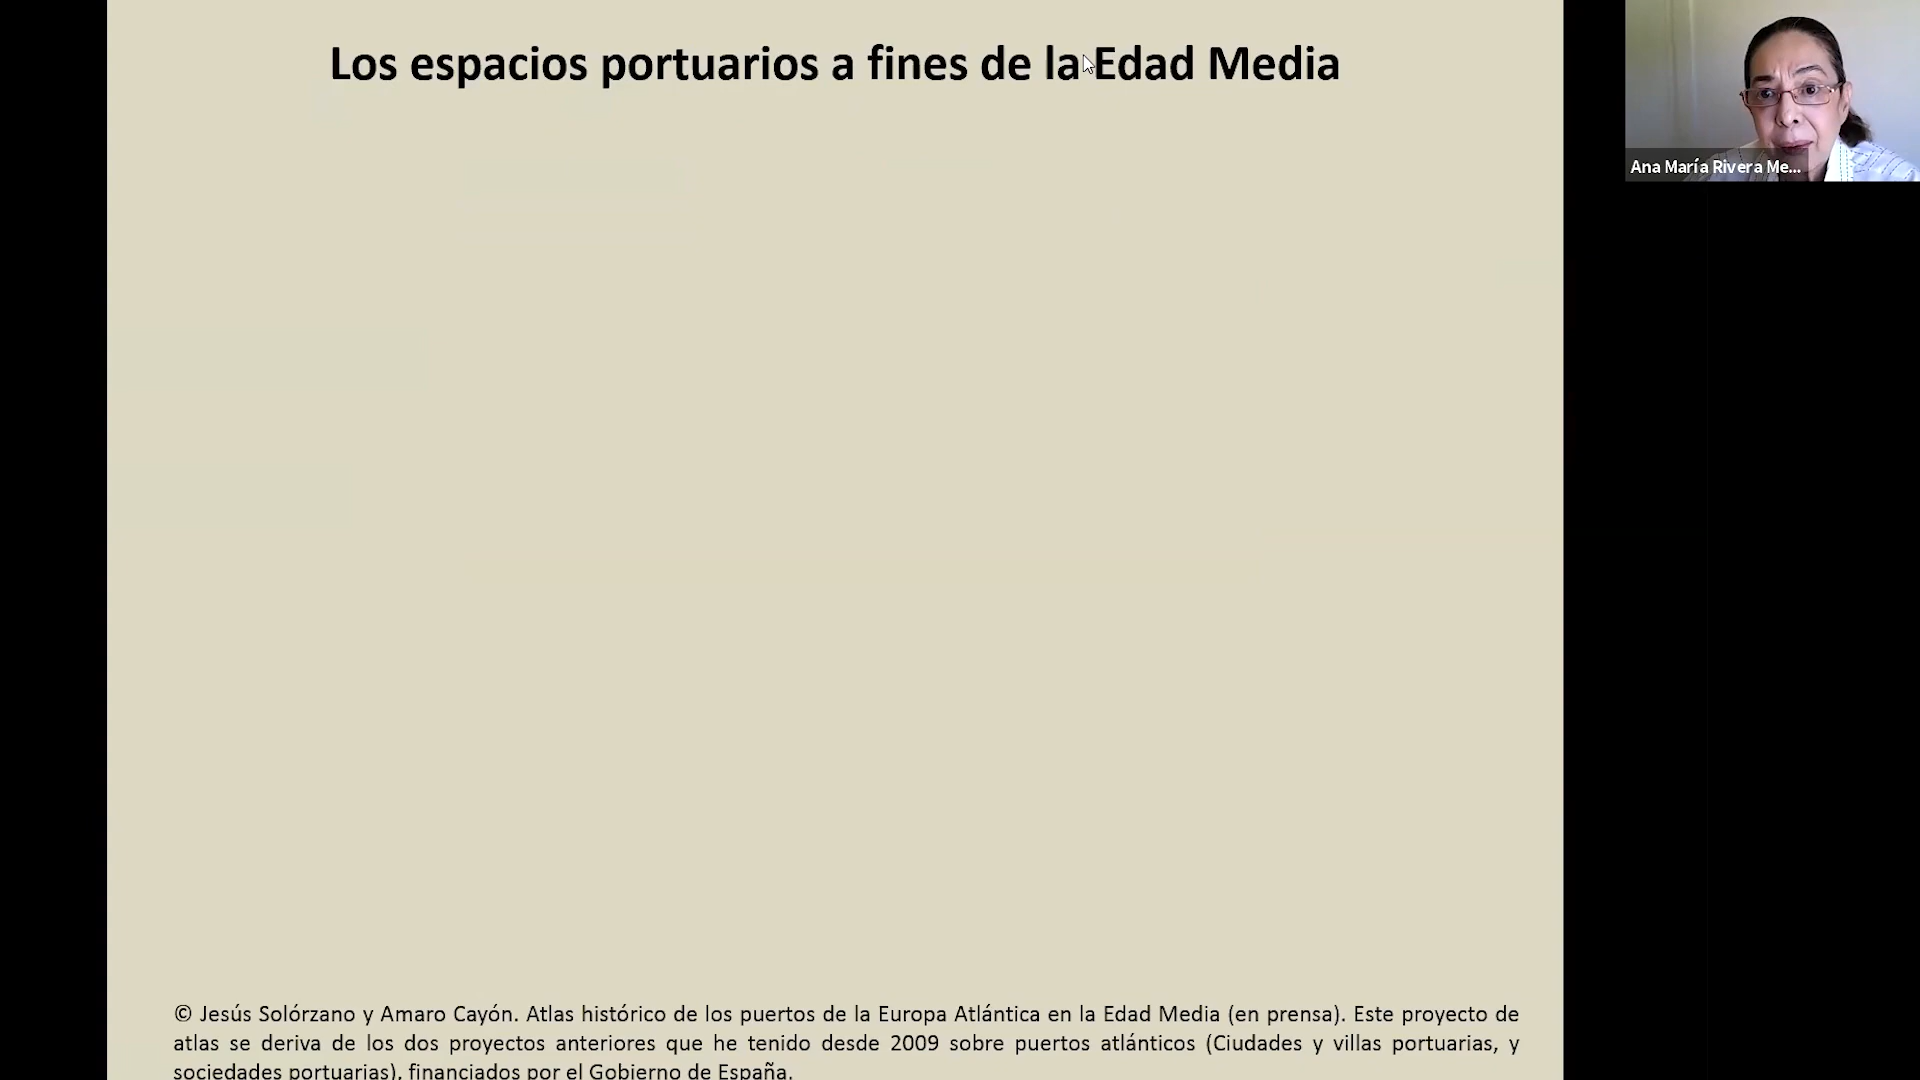 Los espacios portuarios a fines de la Edad Media
Ana María Rivera Me...
© Jesús Solórzano y Amaro Cayón. Atlas histórico de los puertos de la Europa Atlántica en la Edad Media (en prensa). Este proyecto de
atlas se deriva de los dos proyectos anteriores que he tenido desde 2009 sobre puertos atlánticos (Ciudades y villas portuarias, y
sociedades portuarias), financiados por el Gobierno de España.